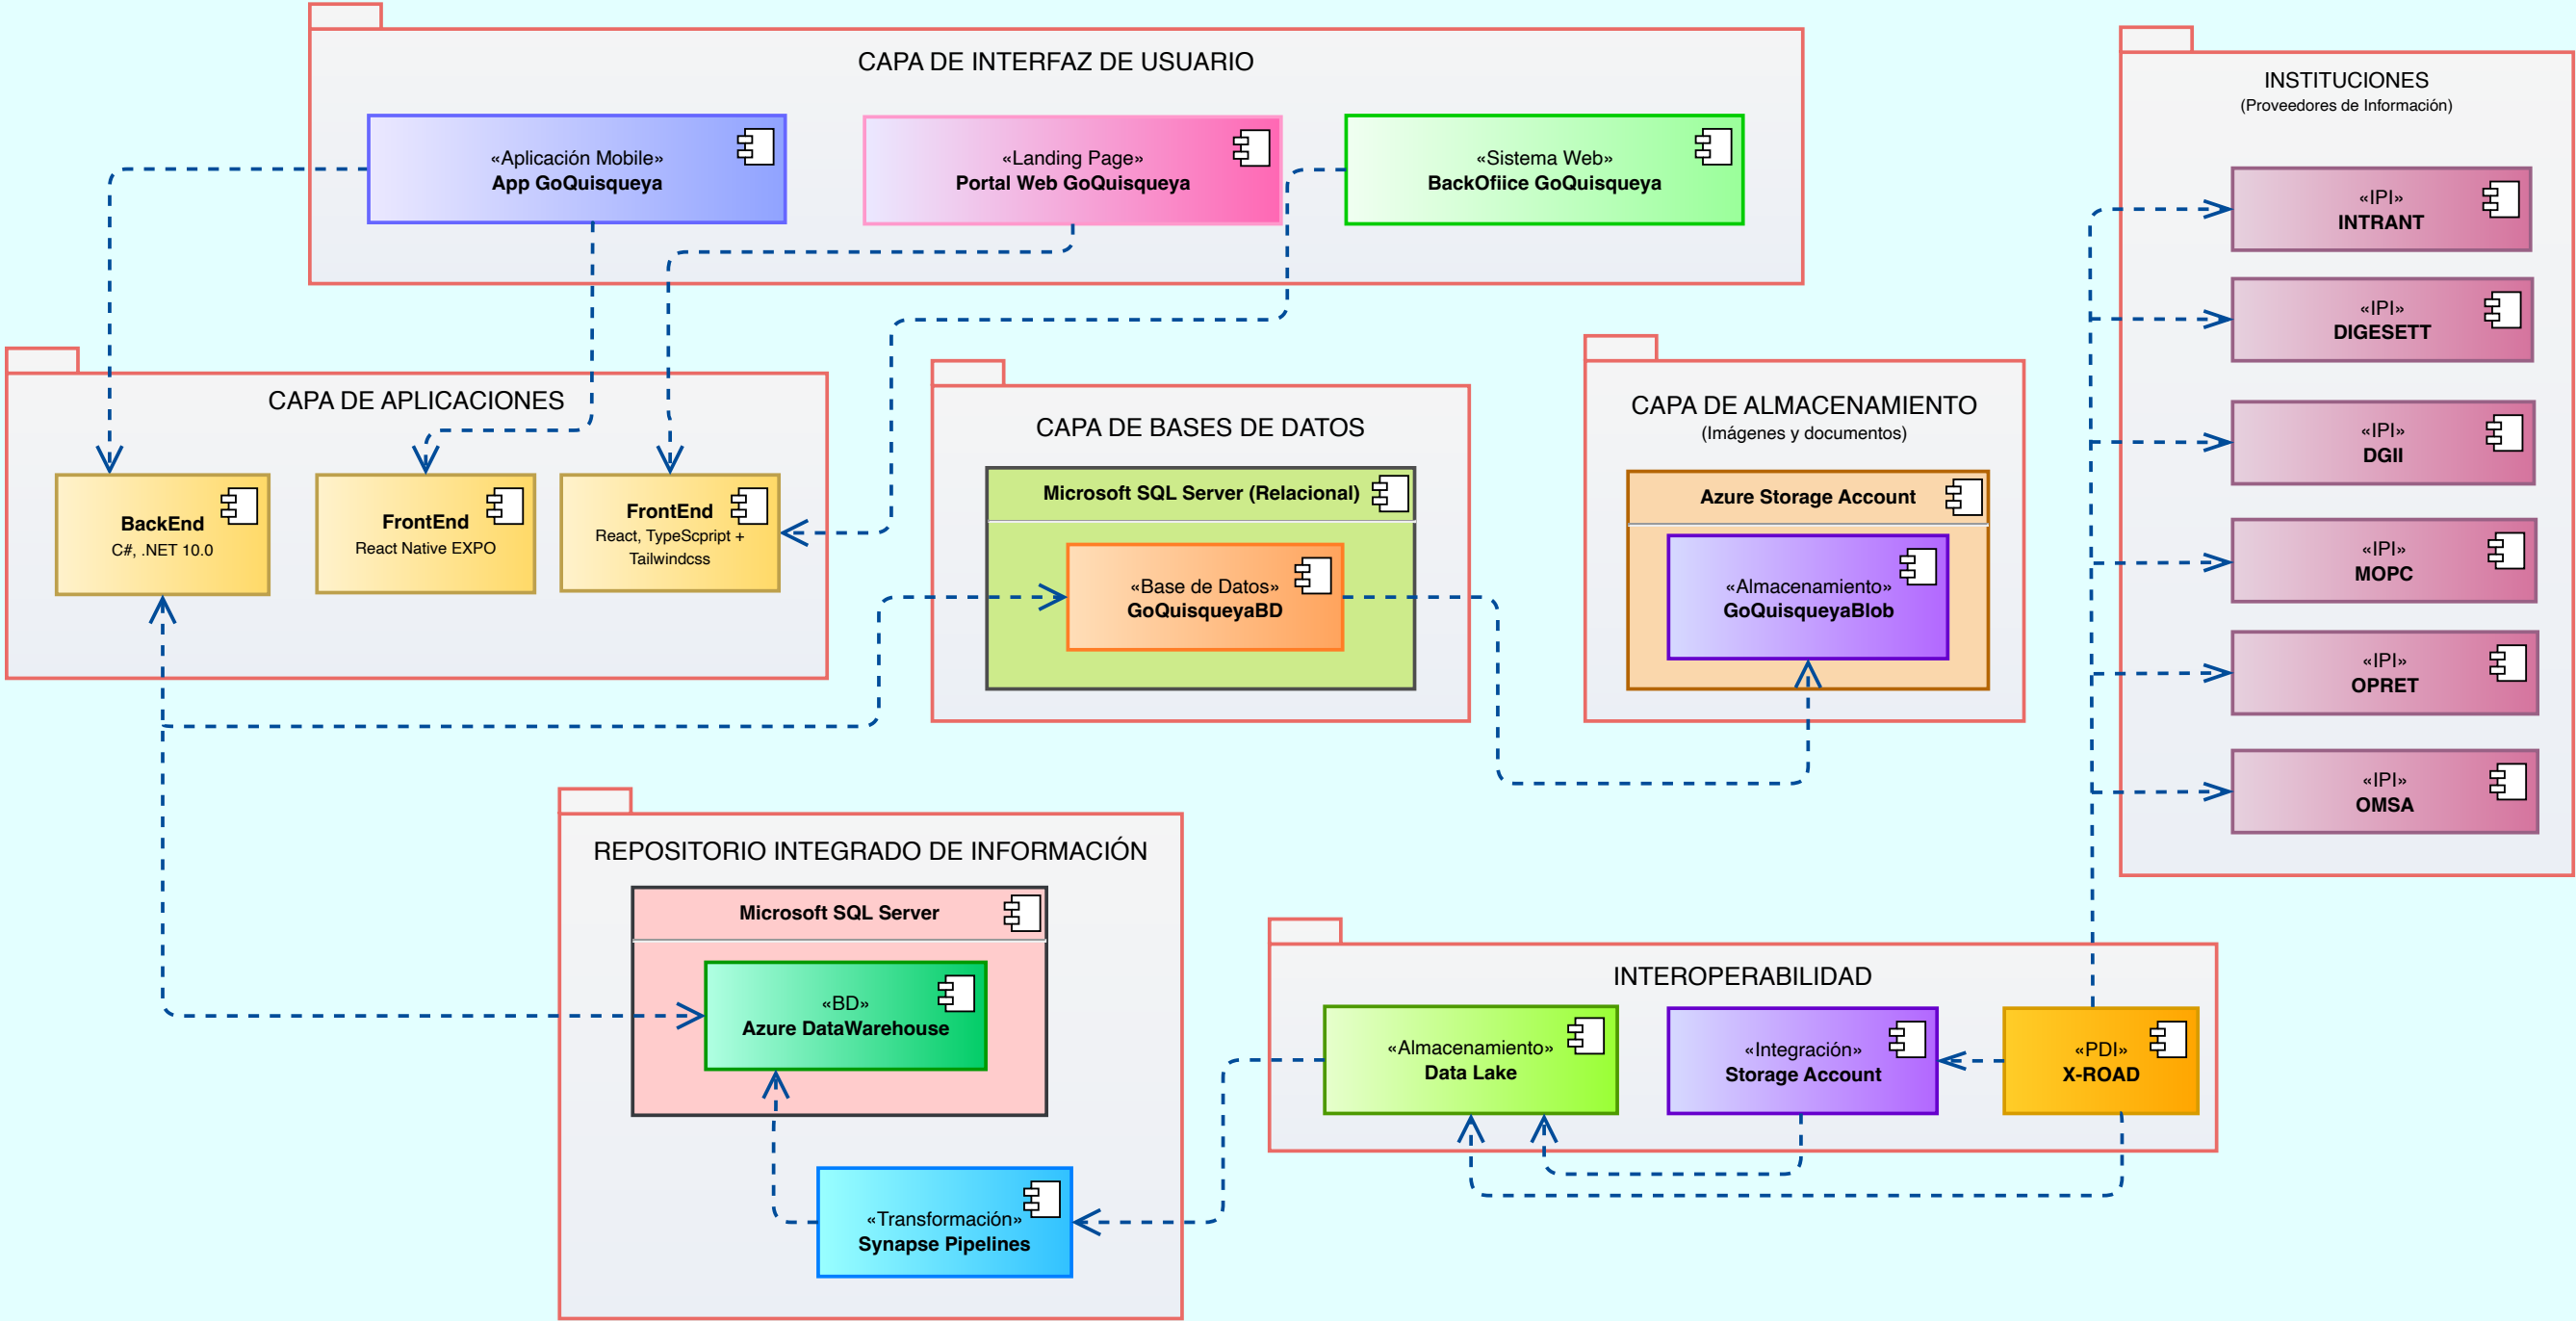 CAPA DE INTERFAZ DE USUARIO
«Aplicación Mobile»
App GoQuisqueya
«Landing Page»
Portal Web GoQuisqueya
«Sistema Web»
BackOfiice GoQuisqueya
INSTITUCIONES
(Proveedores de Información)
«IPI»
INTRANT
«IPI»
DIGESETT
«IPI»
DGII
«IPI»
MOPC
«IPI»
OPRET
«IPI»
OMSA
CAPA DE APLICACIONES
BackEnd
C#, .NET 10.0
FrontEnd
React Native EXPO
FrontEnd
React, TypeScpript +
Tailwindcss
CAPA DE BASES DE DATOS
Microsoft SQL Server (Relacional)
«Base de Datos»
GoQuisqueyaBD
CAPA DE ALMACENAMIENTO
(Imágenes y documentos)
Azure Storage Account
«Almacenamiento»
GoQuisqueyaBlob
REPOSITORIO INTEGRADO DE INFORMACIÓN
Microsoft SQL Server
«BD»
Azure DataWarehouse
«Transformación»
Synapse Pipelines
INTEROPERABILIDAD
«Almacenamiento»
Data Lake
«Integración»
Storage Account
«PDI»
X-ROAD